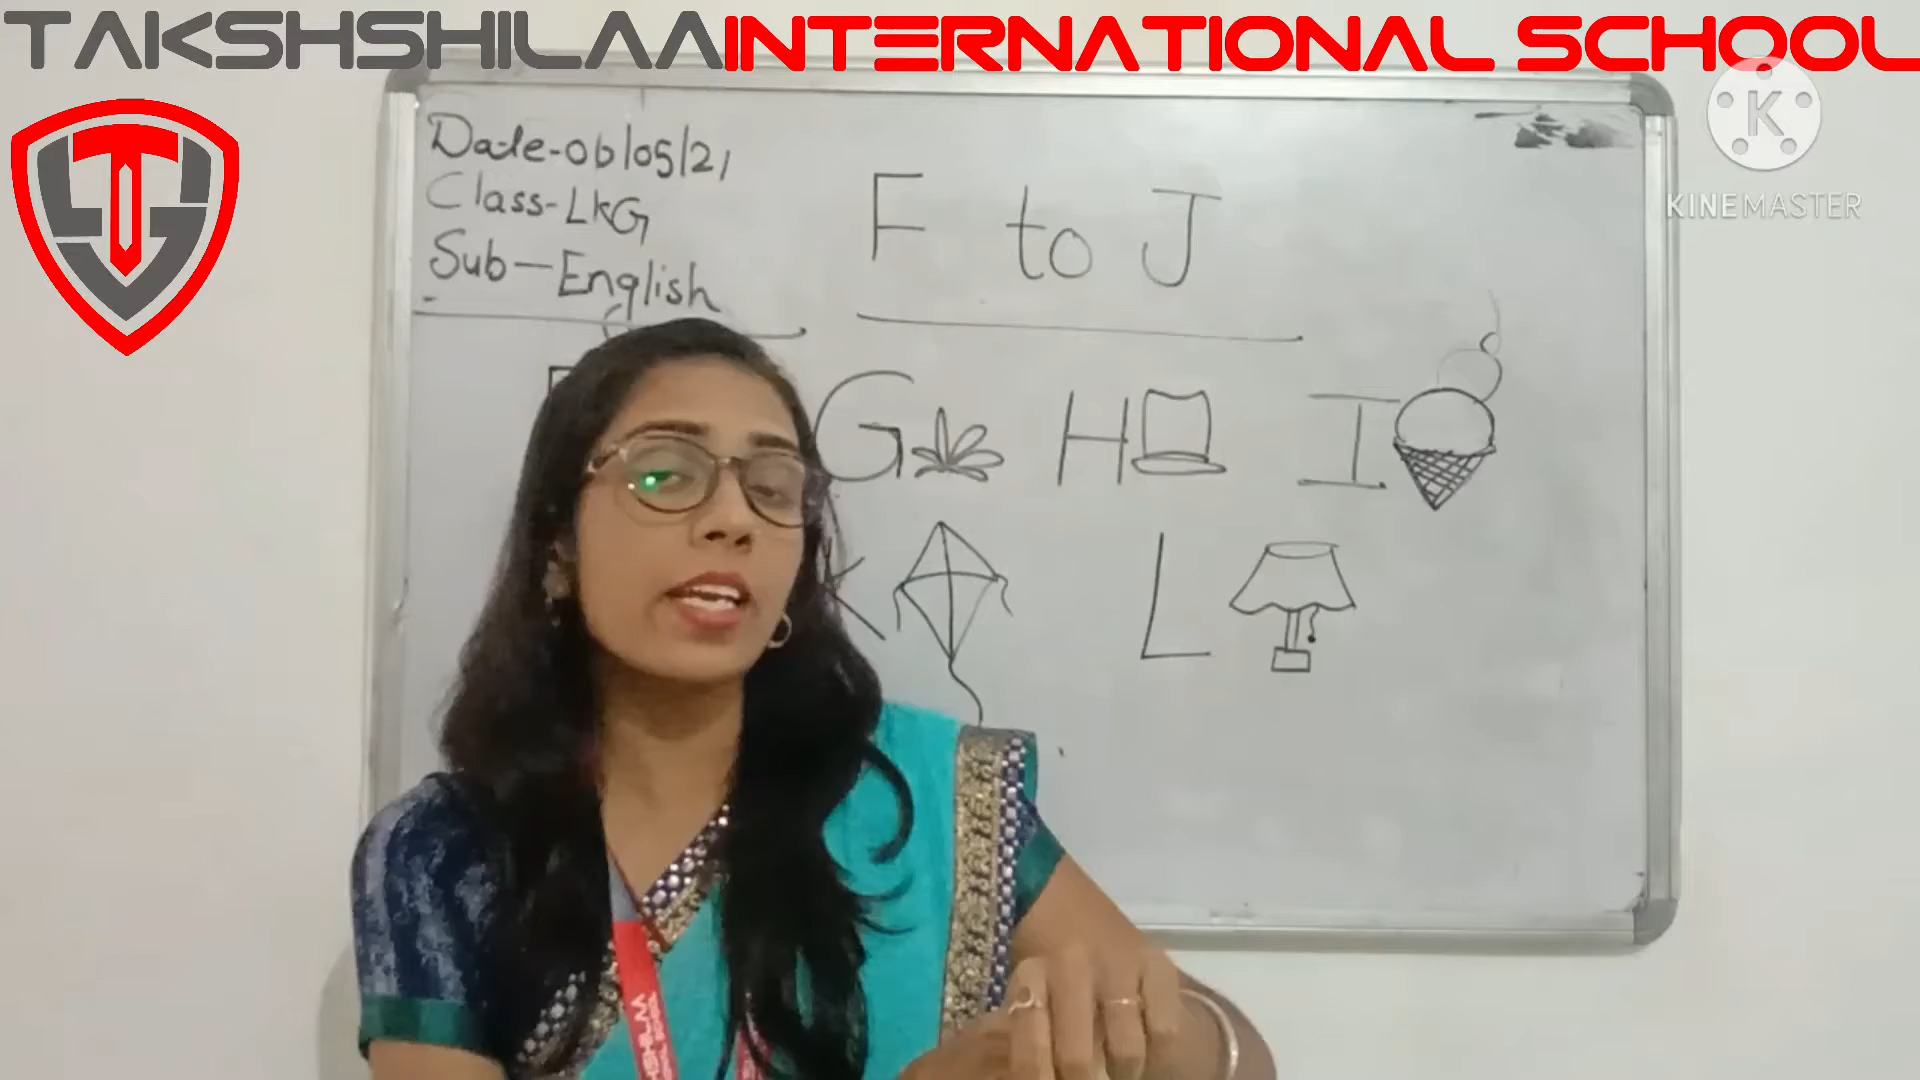 TAKSHSHILAA INTERNATIONAL SCHOOL
K
KINEMASTER
Date-06/05/21
Class-LKG
Sub-English
F to J
G H I
K L